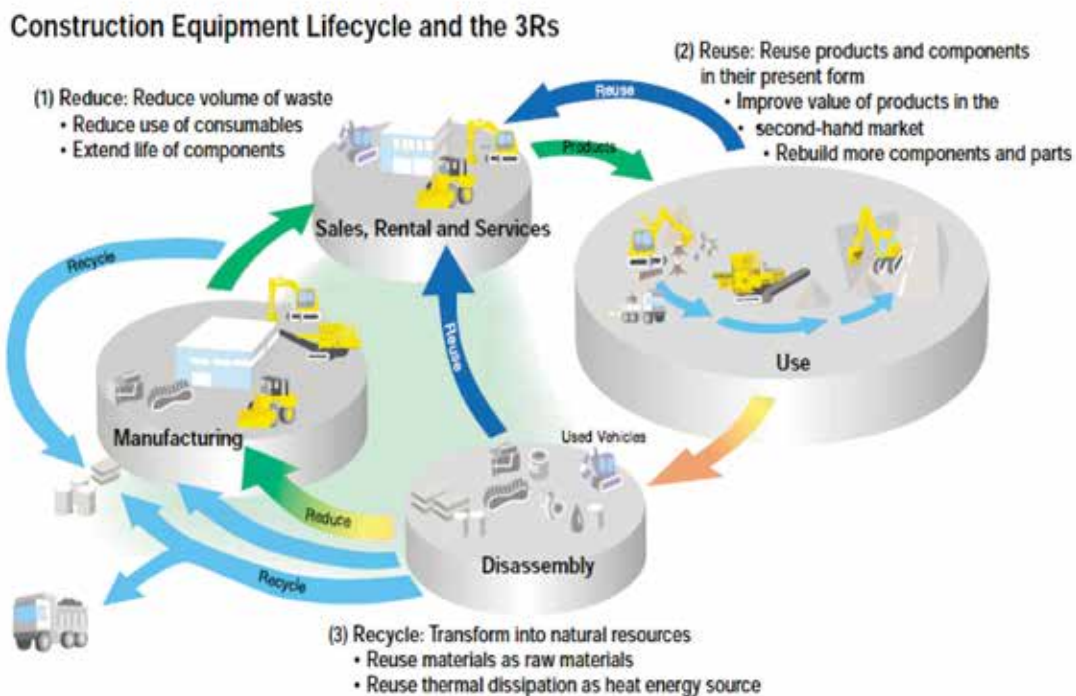 Construction Equipment Lifecycle and the 3Rs
(1) Reduce: Reduce volume of waste
• Reduce use of consumables
• Extend life of components
(2) Reuse: Reuse products and components
in their present form
• Improve value of products in the
• second-hand market
• Rebuild more components and parts
Reuse
Products
Sales, Rental and Services
Recycle
Reuse
Use
Manufacturing
Used Vehicles
Reduce
Disassembly
Recycle
(3) Recycle: Transform into natural resources
• Reuse materials as raw materials
• Reuse thermal dissipation as heat energy source